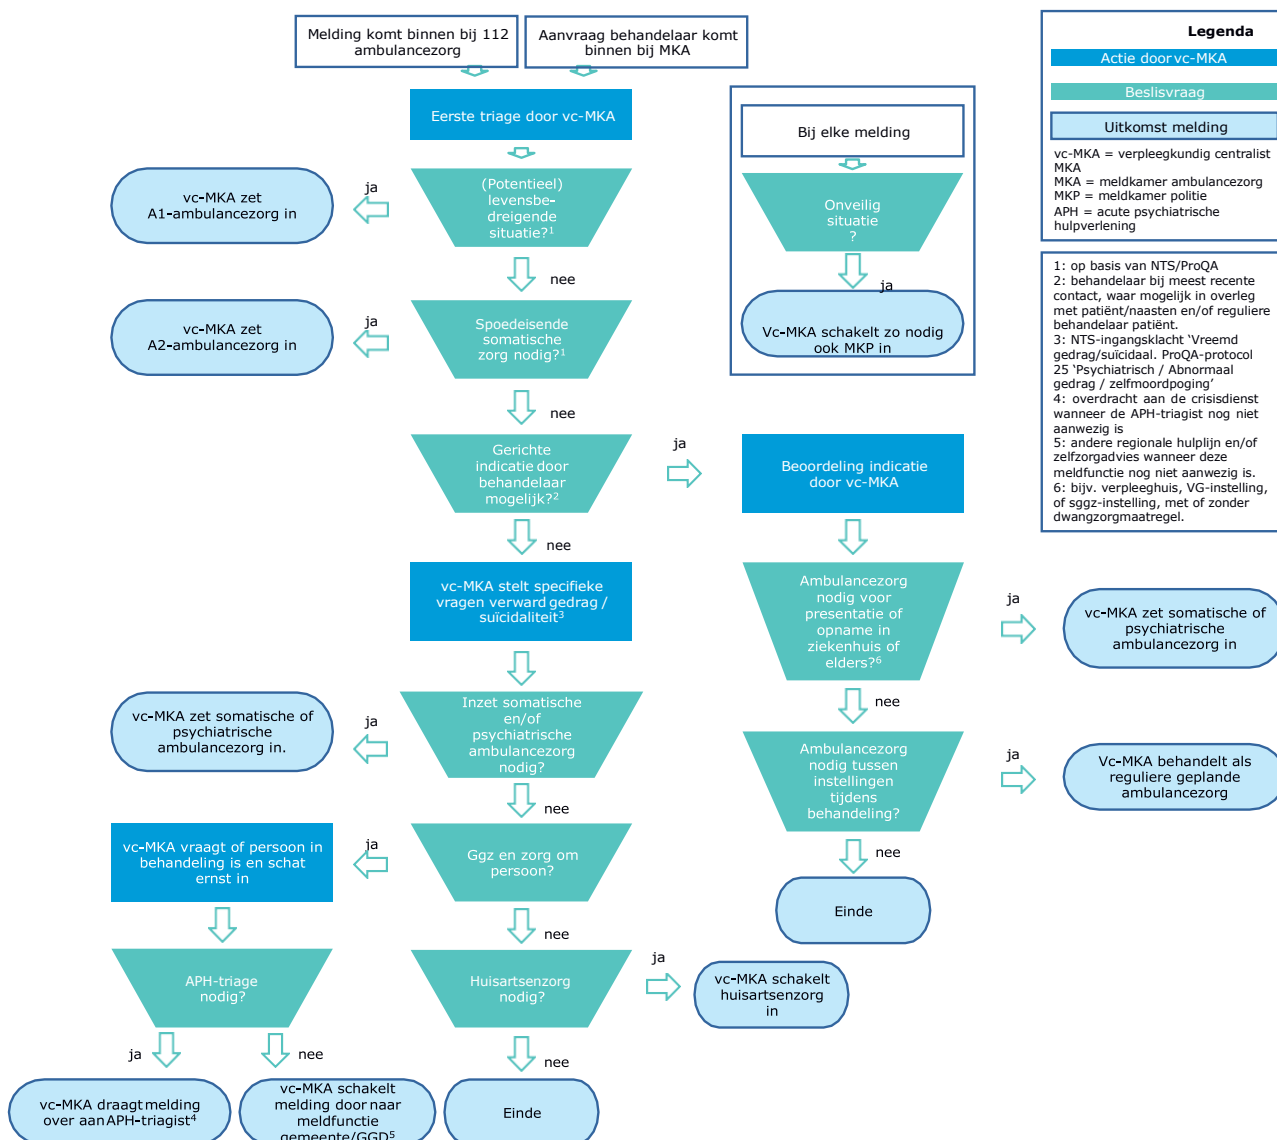 Melding komt binnen bij 112
ambulancezorg
Aanvraag behandelaar komt
binnen bij MKA
Eerste triage door vc-MKA
(Potentieel)
levensbe-
dreigende
situatie?¹
ja
vc-MKA zet
A1-ambulancezorg in
nee
Spoedeisende
somatische
zorg nodig?¹
ja
vc-MKA zet
A2-ambulancezorg in
nee
Gerichte
indicatie door
behandelaar
mogelijk?²
ja
Beoordeling indicatie
door vc-MKA
nee
vc-MKA stelt specifieke
vragen verward gedrag /
suïcidaliteit³
Ambulancezorg
nodig voor
presentatie of
opname in
ziekenhuis of
elders?⁶
ja
vc-MKA zet somatische of
psychiatrische
ambulancezorg in
nee
Inzet somatische
en/of
psychiatrische
ambulancezorg
nodig?
ja
vc-MKA zet somatische of
psychiatrische
ambulancezorg in.
nee
Ambulancezorg
nodig tussen
instellingen
tijdens
behandeling?
ja
Vc-MKA behandelt als
reguliere geplande
ambulancezorg
nee
Einde
Ggz en zorg om
persoon?
ja
vc-MKA vraagt of persoon in
behandeling is en schat
ernst in
nee
Huisartsenzorg
nodig?
ja
vc-MKA schakelt
huisartsenzorg
in
nee
Einde
APH-triage
nodig?
ja
nee
vc-MKA draagt melding
over aan APH-triagist⁴
vc-MKA schakelt
melding door naar
meldfunctie
gemeente/GGD⁵
Bij elke melding
Onveilig
situatie
?
ja
Vc-MKA schakelt zo nodig
ook MKP in
Legenda
Actie door vc-MKA
Beslisvraag
Uitkomst melding
vc-MKA = verpleegkundig centralist
MKA
MKA = meldkamer ambulancezorg
MKP = meldkamer politie
APH = acute psychiatrische
hulpverlening
1: op basis van NTS/ProQA
2: behandelaar bij meest recente
contact, waar mogelijk in overleg
met patiënt/naasten en/of reguliere
behandelaar patiënt.
3: NTS-ingangsklacht ‘Vreemd
gedrag/suïcidaal. ProQA-protocol
25 ‘Psychiatrisch / Abnormaal
gedrag / zelfmoordpoging’
4: overdracht aan de crisisdienst
wanneer de APH-triagist nog niet
aanwezig is
5: andere regionale hulplijn en/of
zelfzorgadvies wanneer deze
meldfunctie nog niet aanwezig is.
6: bijv. verpleeghuis, VG-instelling,
of sggz-instelling, met of zonder
dwangzorgmaatregel.